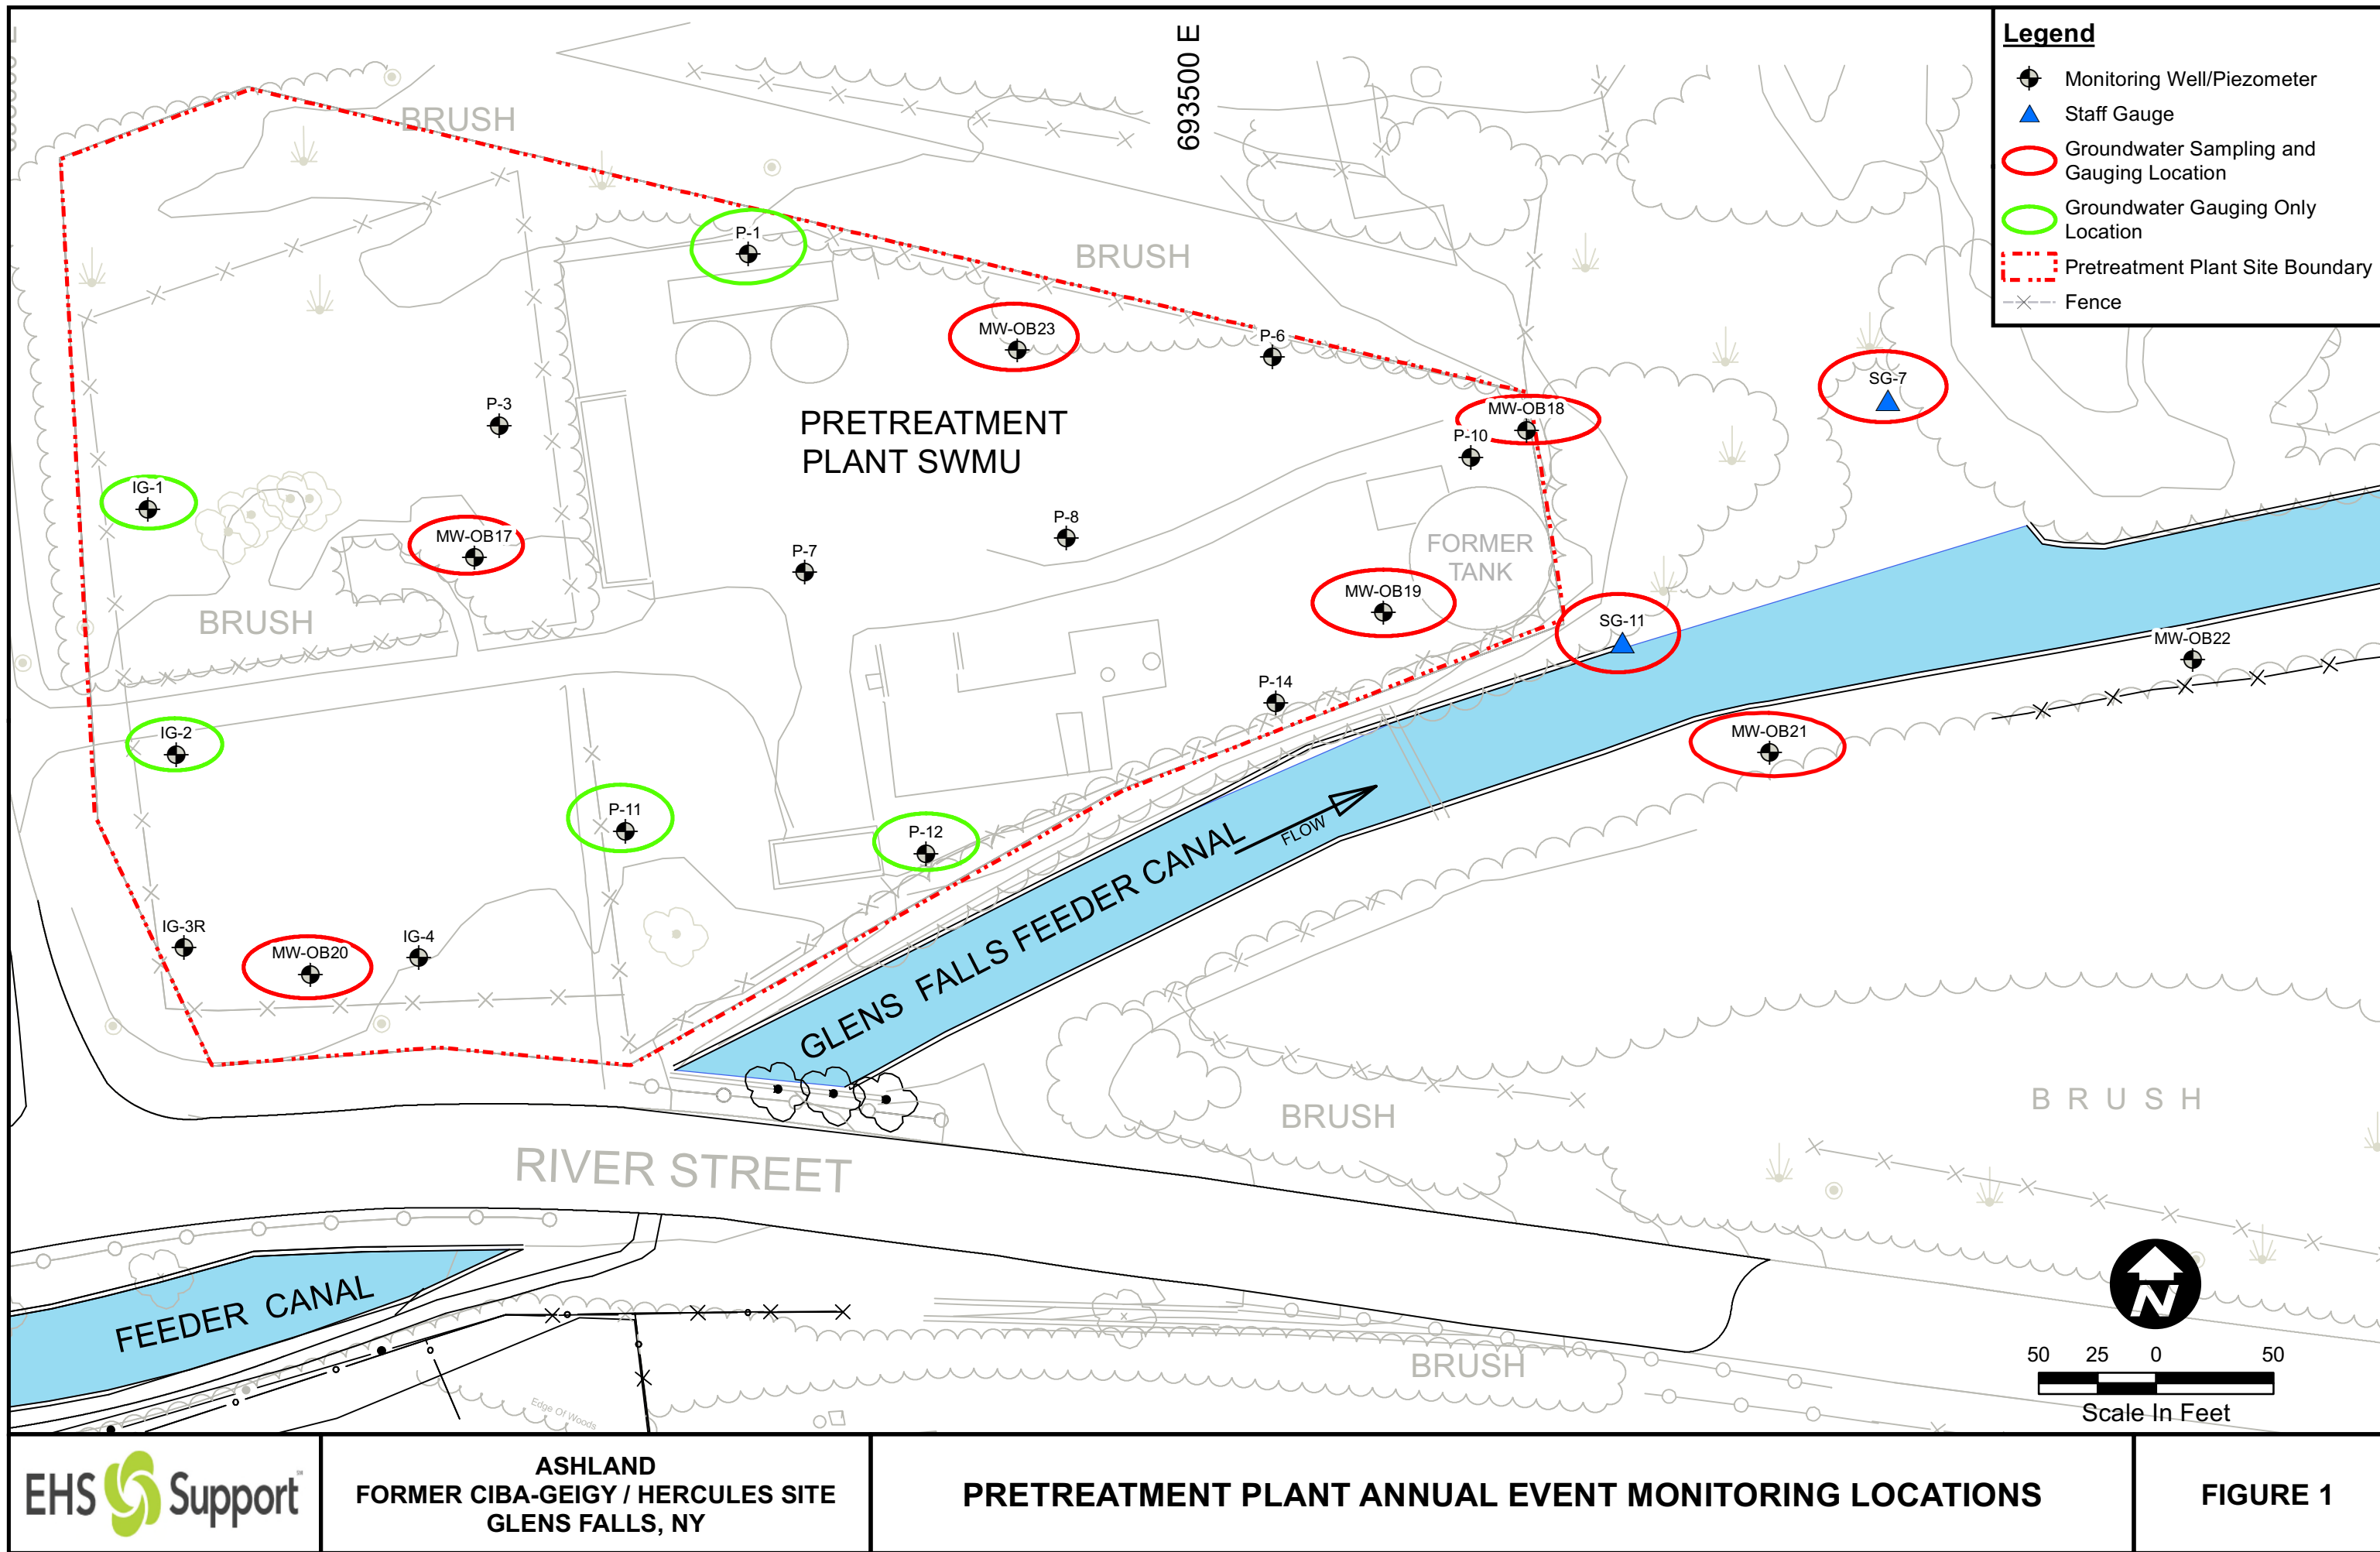 693500 E
Legend
Monitoring Well/Piezometer
Staff Gauge
Groundwater Sampling and
Gauging Location
Groundwater Gauging Only
Location
Pretreatment Plant Site Boundary
Fence
BRUSH
P-1
BRUSH
MW-OB23
P-6
SG-7
P-3
MW-OB18
PRETREATMENT
PLANT SWMU
P-10
IG-1
MW-OB17
P-8
P-7
FORMER
TANK
MW-OB19
BRUSH
SG-11
MW-OB22
P-14
IG-2
MW-OB21
P-11
P-12
FLOW
GLENS FALLS FEEDER CANAL
IG-3R
MW-OB20
IG-4
BRUSH
BRUSH
RIVER STREET
FEEDER CANAL
BRUSH
Edge Of Woods
N
50 25 0 50
Scale In Feet
EHS Support
ASHLAND
FORMER CIBA-GEIGY / HERCULES SITE
GLENS FALLS, NY
PRETREATMENT PLANT ANNUAL EVENT MONITORING LOCATIONS
FIGURE 1